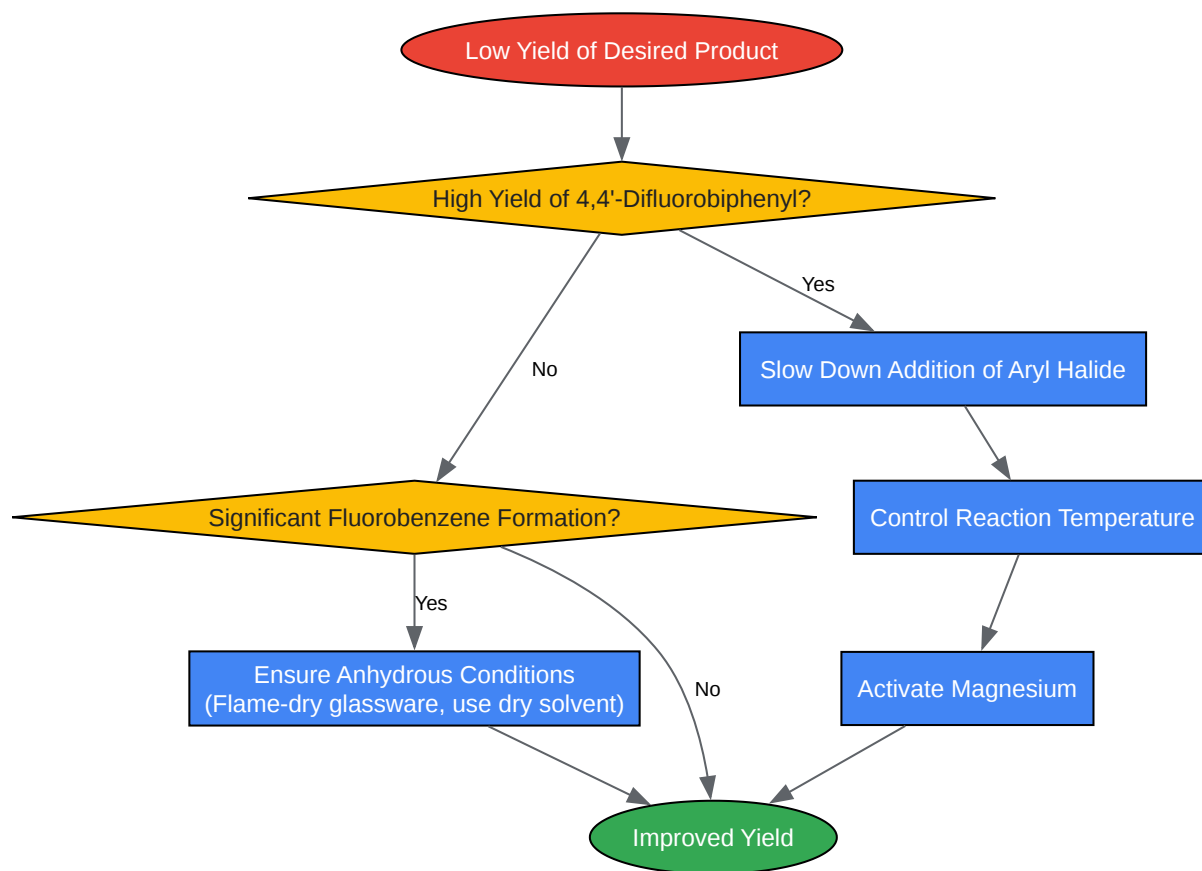 Low Yield of Desired Product
High Yield of 4,4'-Difluorobiphenyl?
Yes
Slow Down Addition of Aryl Halide
No
Control Reaction Temperature
Significant Fluorobenzene Formation?
Yes
Ensure Anhydrous Conditions
(Flame-dry glassware, use dry solvent)
No
Activate Magnesium
Improved Yield